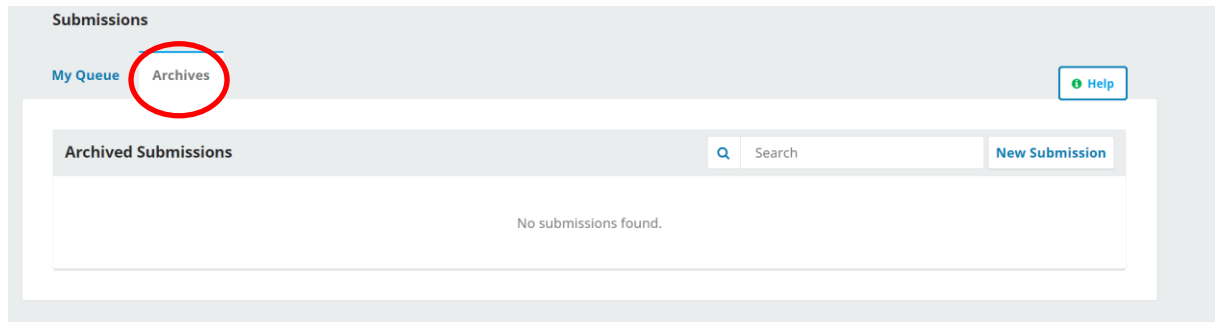 Submissions
My Queue Archives
Help
Archived Submissions Search New Submission
No submissions found.